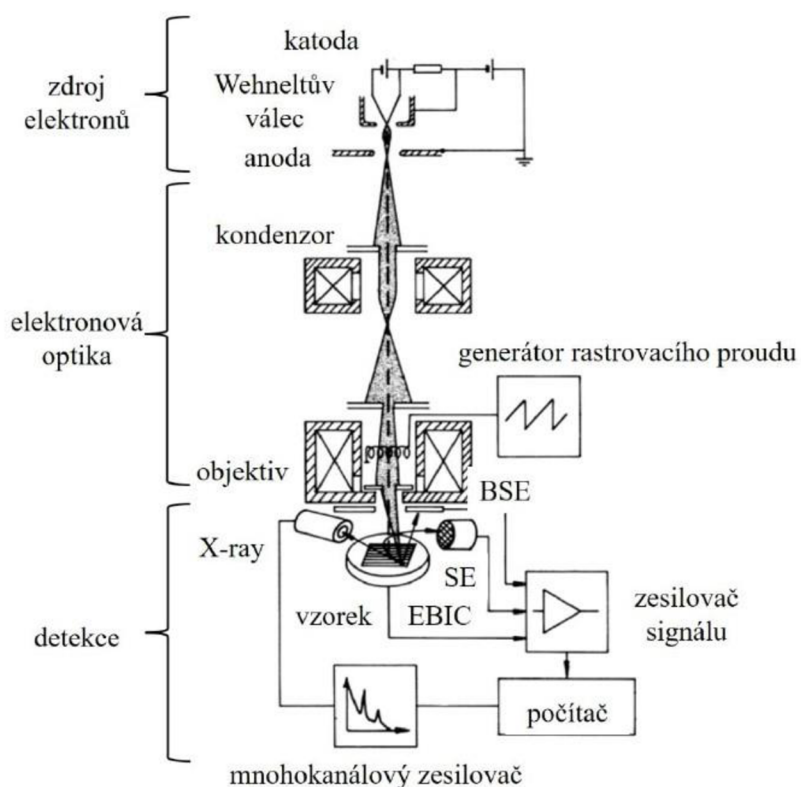 katoda
zdroj
elektronů
Wehneltův
válec
anoda
kondenzor
elektronová
optika
generátor rastrovacího proudu
objektiv
BSE
X-ray
SE
vzorek
EBIC
zesilovač
signálu
detekce
počítač
mnohokanálový zesilovač